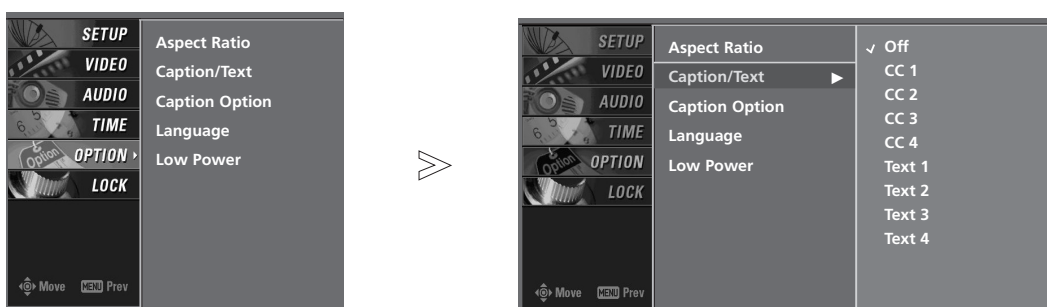 SETUP
VIDEO
AUDIO
TIME
OPTION
LOCK
Aspect Ratio
Caption/Text
Caption Option
Language
Low Power
Option
Move MENU Prev
SETUP
VIDEO
AUDIO
TIME
OPTION
LOCK
Aspect Ratio
Caption/Text
Caption Option
Language
Low Power
Option
✓ Off
CC 1
CC 2
CC 3
CC 4
Text 1
Text 2
Text 3
Text 4
Move MENU Prev